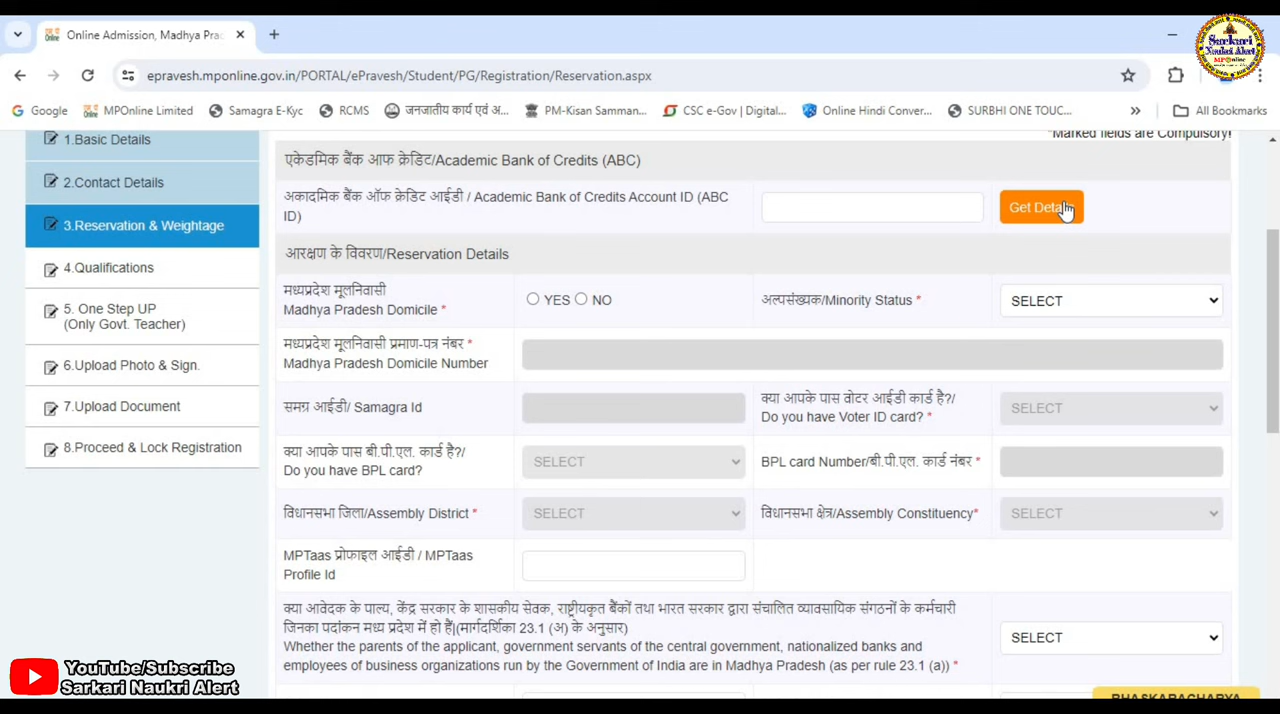 Online Admission, Madhya Pra
epravesh.mponline.gov.in/PORTAL/ePravesh/Student/PG/Registration/Reservation.aspx
Sarkari
Naukri Alert
MPOnline
Google
MPOnline Limited
Samagra E-Kyc
RCMS
जनजातीय कार्य एवं अ...
PM-Kisan Samman...
CSC e-Gov | Digital...
Online Hindi Conver...
SURBHI ONE TOUC...
All Bookmarks
*Marked fields are Compulsory!
1.Basic Details
2.Contact Details
3.Reservation & Weightage
4.Qualifications
5. One Step UP
(Only Govt. Teacher)
6.Upload Photo & Sign.
7.Upload Document
8.Proceed & Lock Registration
एकेडमिक बैंक आफ क्रेडिट/Academic Bank of Credits (ABC)
अकादमिक बैंक ऑफ क्रेडिट आईडी / Academic Bank of Credits Account ID (ABC
ID)
Get Details
आरक्षण के विवरण/Reservation Details
मध्यप्रदेश मूलनिवासी
Madhya Pradesh Domicile *
YES NO
अल्पसंख्यक/Minority Status *
SELECT
मध्यप्रदेश मूलनिवासी प्रमाण-पत्र नंबर *
Madhya Pradesh Domicile Number
समग्र आईडी/ Samagra Id
क्या आपके पास वोटर आईडी कार्ड है?/
Do you have Voter ID card? *
SELECT
क्या आपके पास बी.पी.एल. कार्ड है?/
Do you have BPL card?
SELECT
BPL card Number/बी.पी.एल. कार्ड नंबर *
विधानसभा जिला/Assembly District *
SELECT
विधानसभा क्षेत्र/Assembly Constituency*
SELECT
MPTaas प्रोफाइल आईडी / MPTaas
Profile Id
क्या आवेदक के पाल्य, केंद्र सरकार के शासकीय सेवक, राष्ट्रीयकृत बैंकों तथा भारत सरकार द्वारा संचालित व्यावसायिक संगठनों के कर्मचारी
जिनका पदांकन मध्य प्रदेश में हो हैं|(मार्गदर्शिका 23.1 (अ) के अनुसार)
Whether the parents of the applicant, government servants of the central government, nationalized banks and
employees of business organizations run by the Government of India are in Madhya Pradesh (as per rule 23.1 (a)) *
SELECT
YouTube/Subscribe
Sarkari Naukri Alert
BHASKARACHARYA